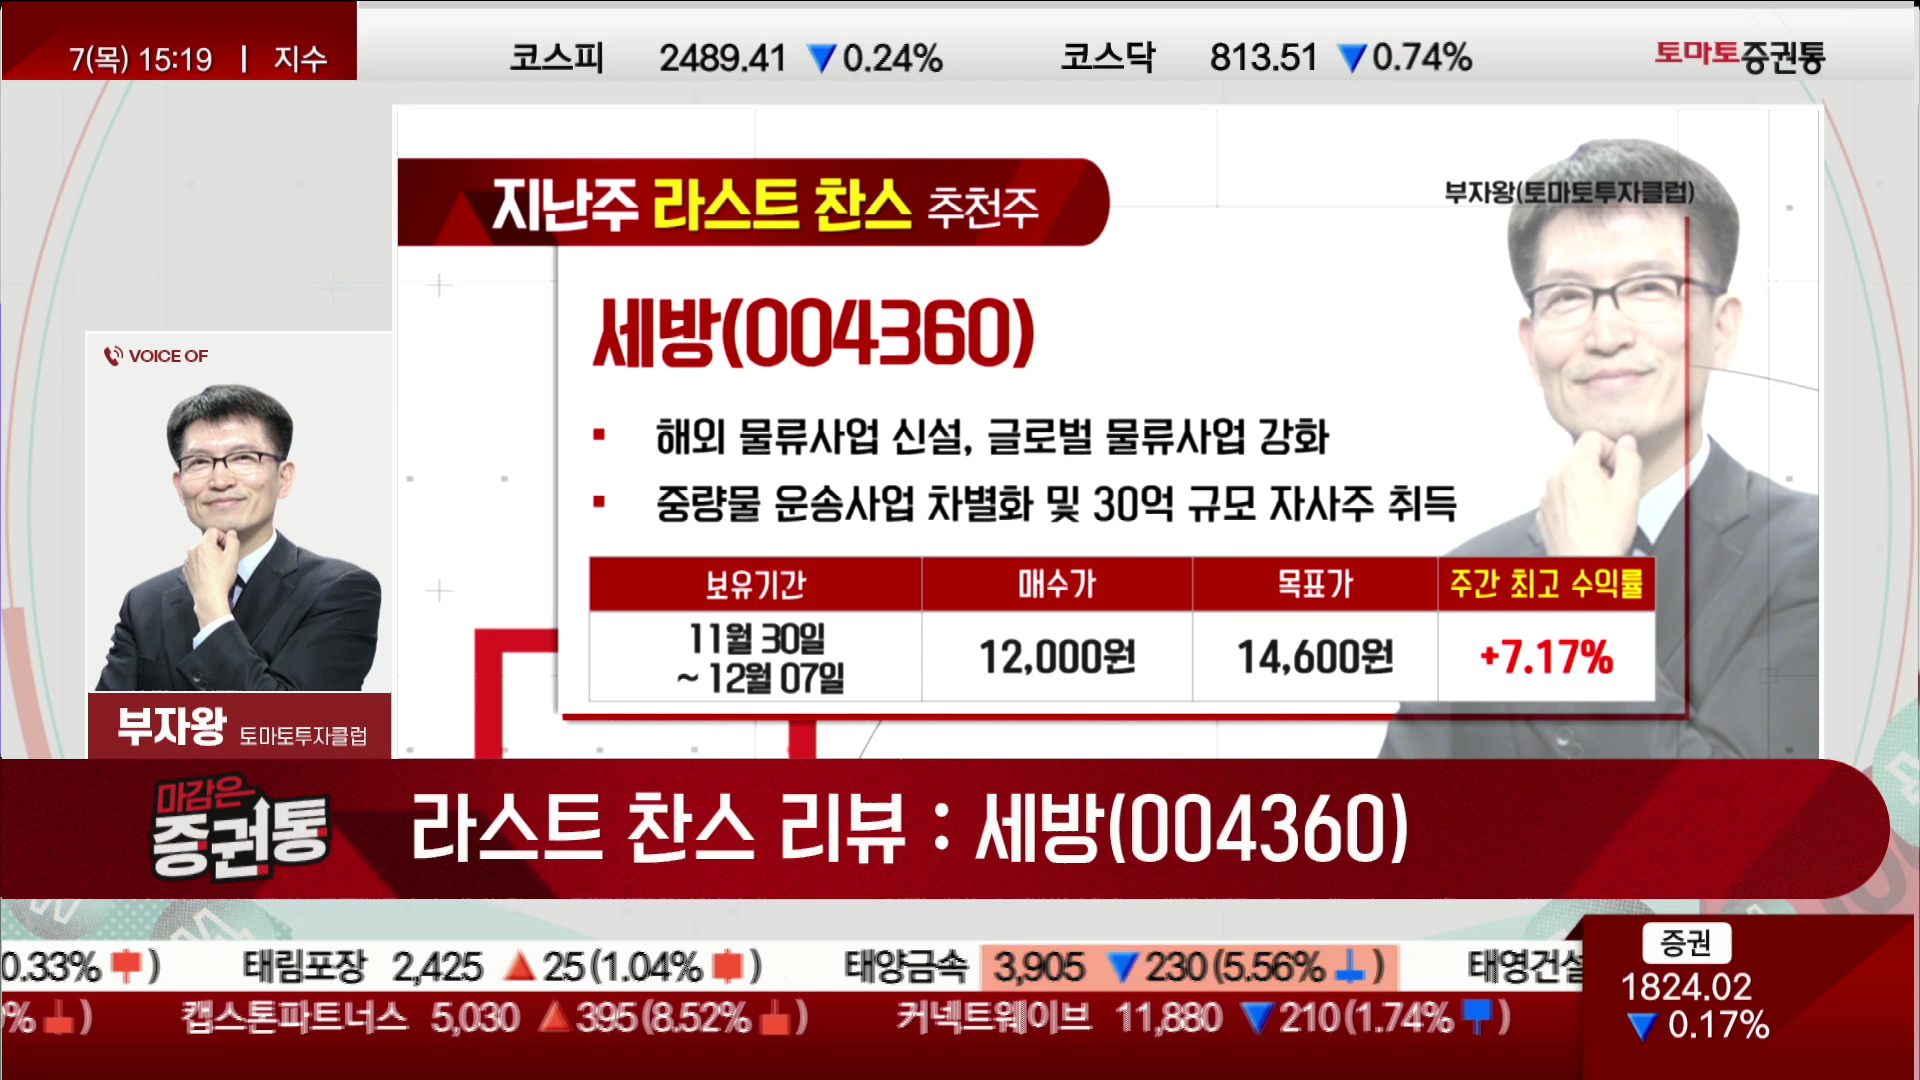 7(목) 15:19 | 지수
코스피 2489.41 ▼0.24% 코스닥 813.51 ▼0.74%
토마토증권통
지난주 라스트 찬스 추천주
부자왕(토마토투자클럽)
세방(004360)
▪ 해외 물류사업 신설, 글로벌 물류사업 강화
▪ 중량물 운송사업 차별화 및 30억 규모 자사주 취득
보유기간 매수가 목표가 주간 최고 수익률
11월 30일
~ 12월 07일 12,000원 14,600원 +7.17%
VOICE OF
부자왕 토마토투자클럽
마감은
증권통
라스트 찬스 리뷰 : 세방(004360)
0.33% ) 태림포장 2,425 ▲25(1.04% ) 태양금속 3,905 ▼230(5.56% ) 태영건설
% ) 캡스톤파트너스 5,030 ▲395(8.52% ) 커넥트웨이브 11,880 ▼210(1.74% )
증권
1824.02
▼ 0.17%